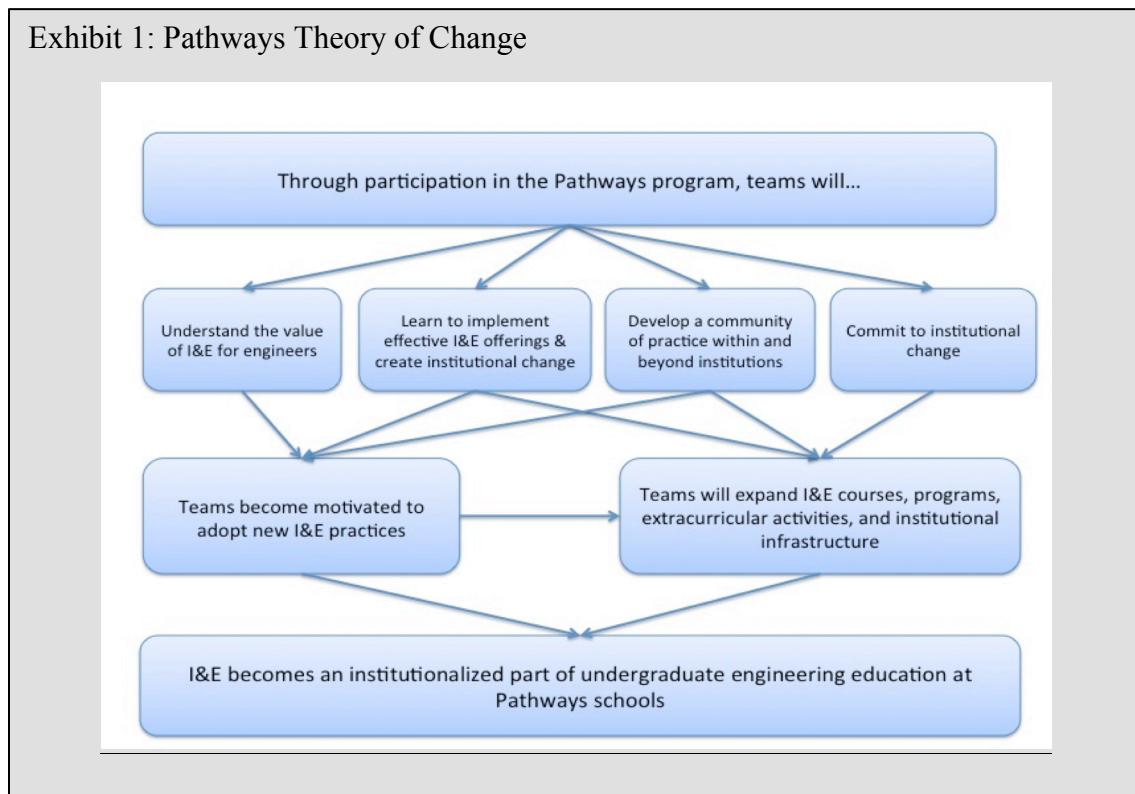 Exhibit 1: Pathways Theory of Change
Through participation in the Pathways program, teams will...
Understand the value
of I&E for engineers
Learn to implement
effective I&E offerings &
create institutional change
Develop a community
of practice within and
beyond institutions
Commit to institutional
change
Teams become motivated to
adopt new I&E practices
Teams will expand I&E courses, programs,
extracurricular activities, and institutional
infrastructure
I&E becomes an institutionalized part of undergraduate engineering education at
Pathways schools